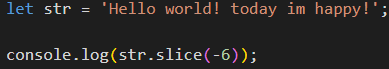 let str = 'Hello world! today im happy!';
console.log(str.slice(-6));